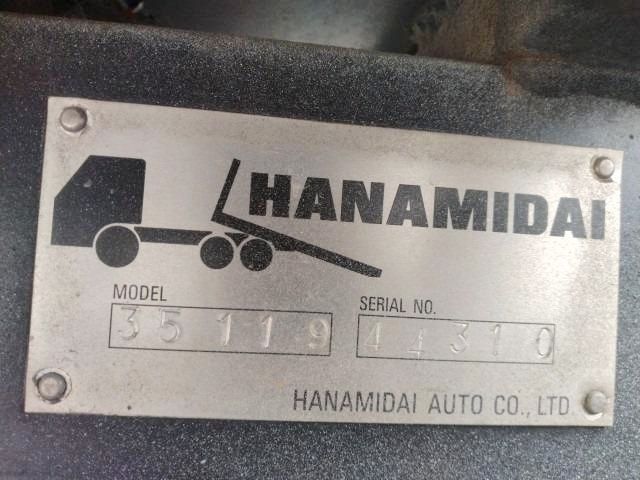 HANAMIDAI
MODEL
35119
SERIAL NO.
44310
HANAMIDAI AUTO CO., LTD